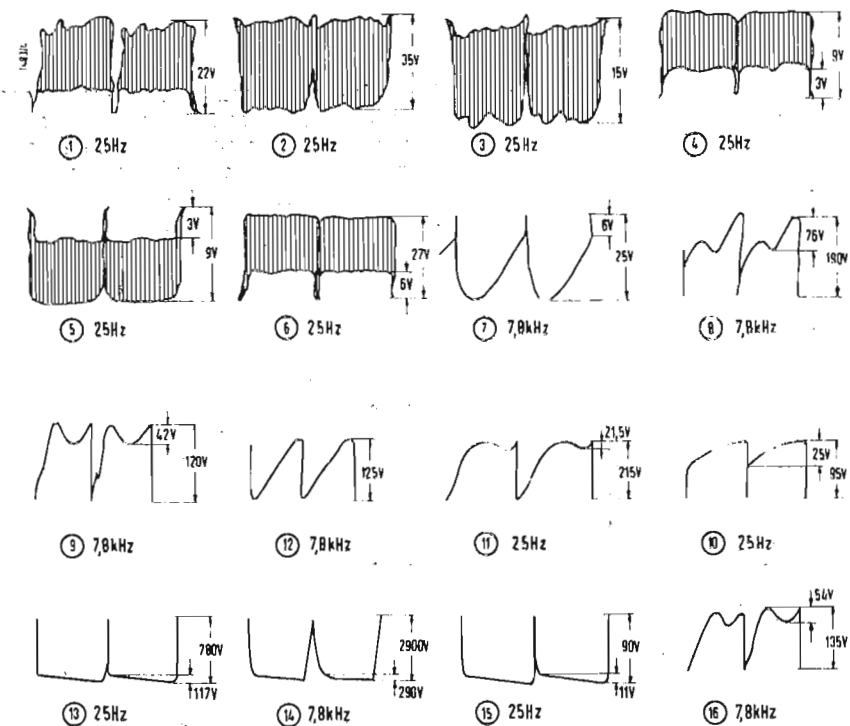 22V
35V
15V
9V
3V
① 25Hz
② 25Hz
③ 25Hz
④ 25Hz
3V
9V
27V
6V
6V
25V
76V
190V
⑤ 25Hz
⑥ 25Hz
⑦ 7,8kHz
⑧ 7,8kHz
42V
120V
125V
21,5V
215V
25V
95V
⑨ 7,8kHz
⑫ 7,8kHz
⑪ 25Hz
⑩ 25Hz
780V
117V
2900V
290V
90V
11V
54V
135V
⑬ 25Hz
⑭ 7,8kHz
⑮ 25Hz
⑯ 7,8kHz